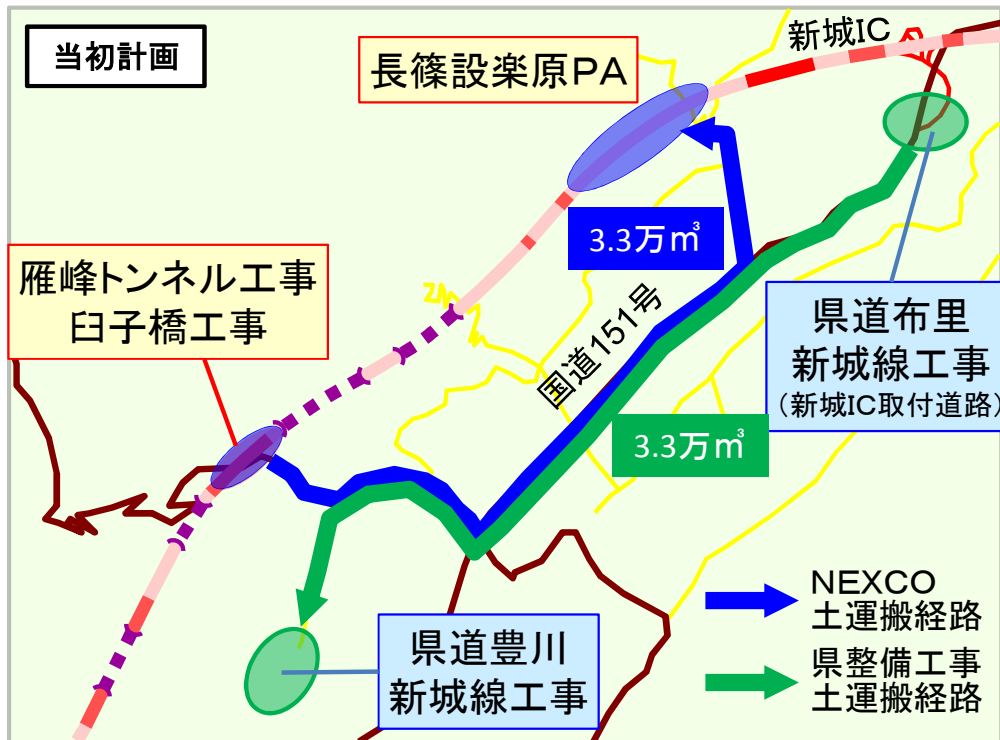 当初計画
新城IC
長篠設楽原PA
3.3万㎥
雁峰トンネル工事
臼子橋工事
国道151号
県道布里
新城線工事
(新城IC取付道路)
3.3万㎥
県道豊川
新城線工事
NEXCO
土運搬経路
県整備工事
土運搬経路